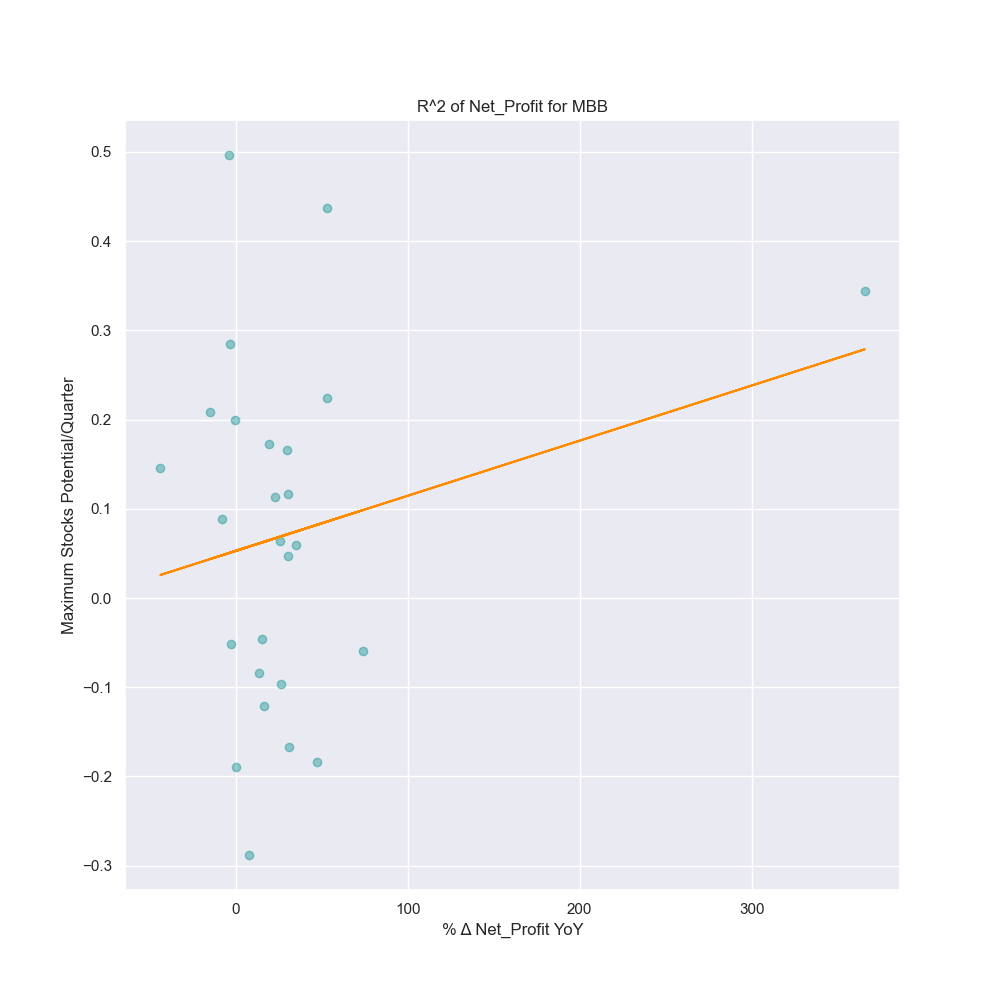 R^2 of Net_Profit for MBB
Maximum Stocks Potential/Quarter
0.5
0.4
0.3
0.2
0.1
0.0
−0.1
−0.2
−0.3
0 100 200 300
% Δ Net_Profit YoY